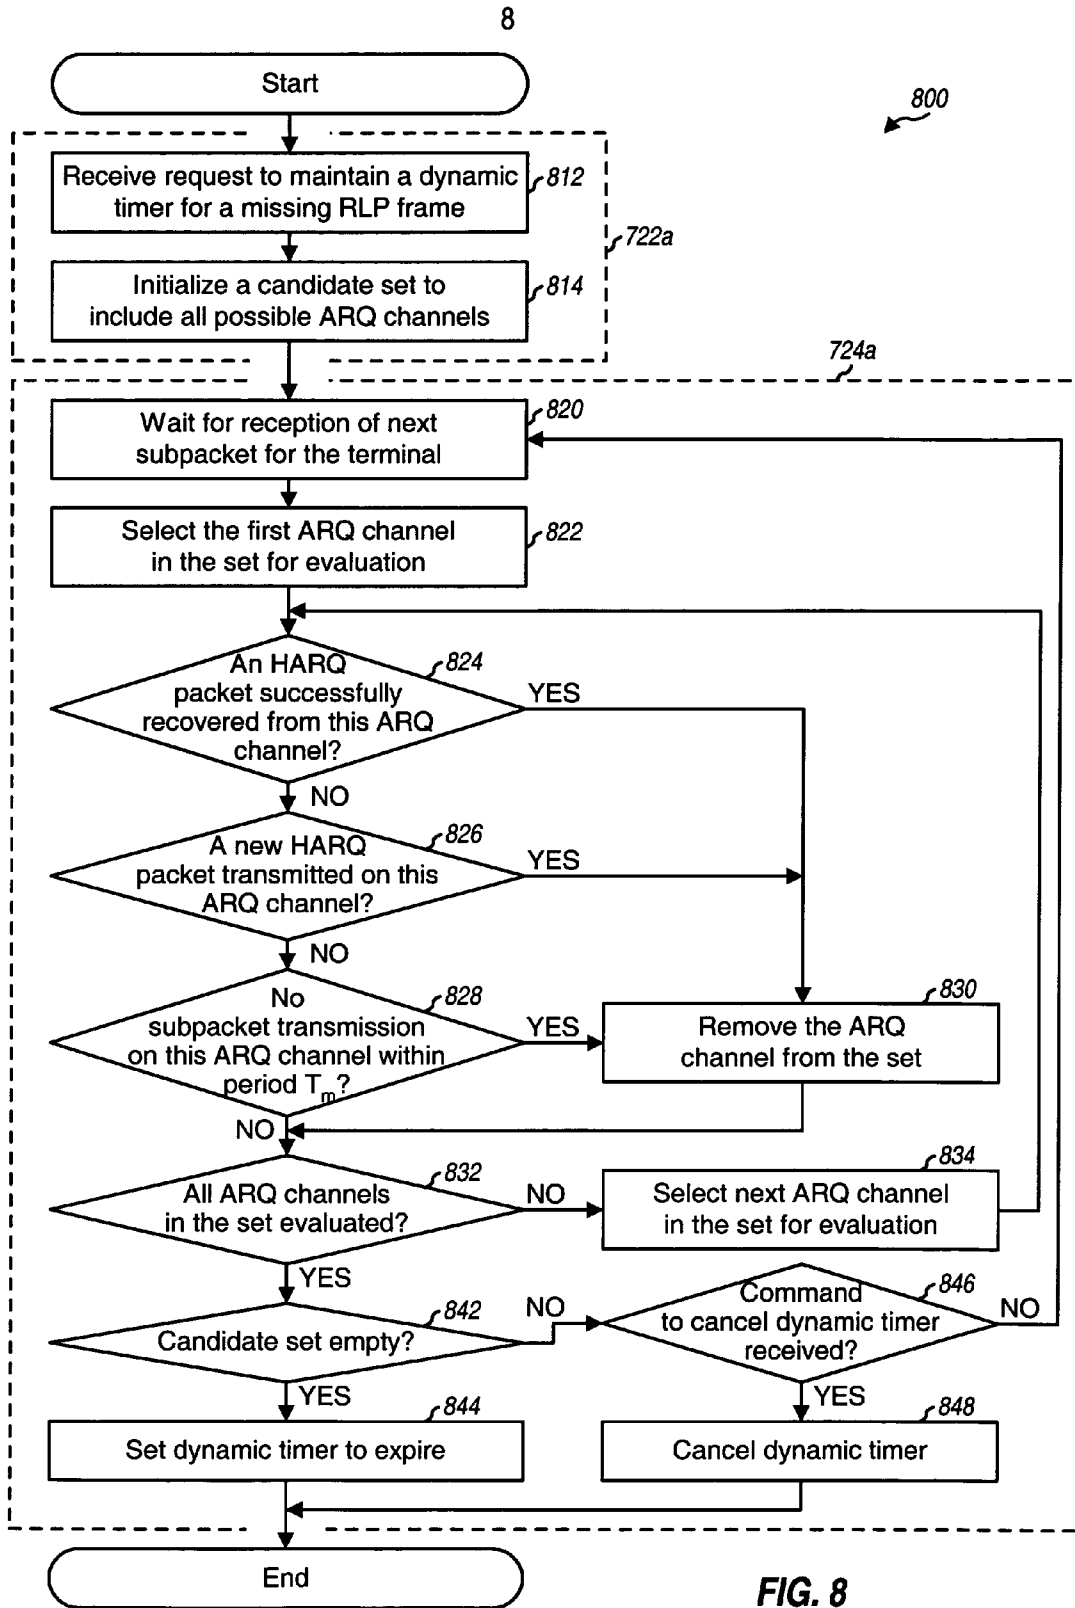 8
Start
800
Receive request to maintain a dynamic
timer for a missing RLP frame
812
722a
Initialize a candidate set to
include all possible ARQ channels
814
724a
Wait for reception of next
subpacket for the terminal
820
Select the first ARQ channel
in the set for evaluation
822
An HARQ
packet successfully
recovered from this ARQ
channel?
824
YES
NO
A new HARQ
packet transmitted on this
ARQ channel?
826
YES
NO
No
subpacket transmission
on this ARQ channel within
period Tm?
828
YES
Remove the ARQ
channel from the set
830
NO
All ARQ channels
in the set evaluated?
832
NO
Select next ARQ channel
in the set for evaluation
834
YES
Candidate set empty?
842
NO
Command
to cancel dynamic timer
received?
846
NO
YES
Set dynamic timer to expire
844
YES
Cancel dynamic timer
848
End
FIG. 8